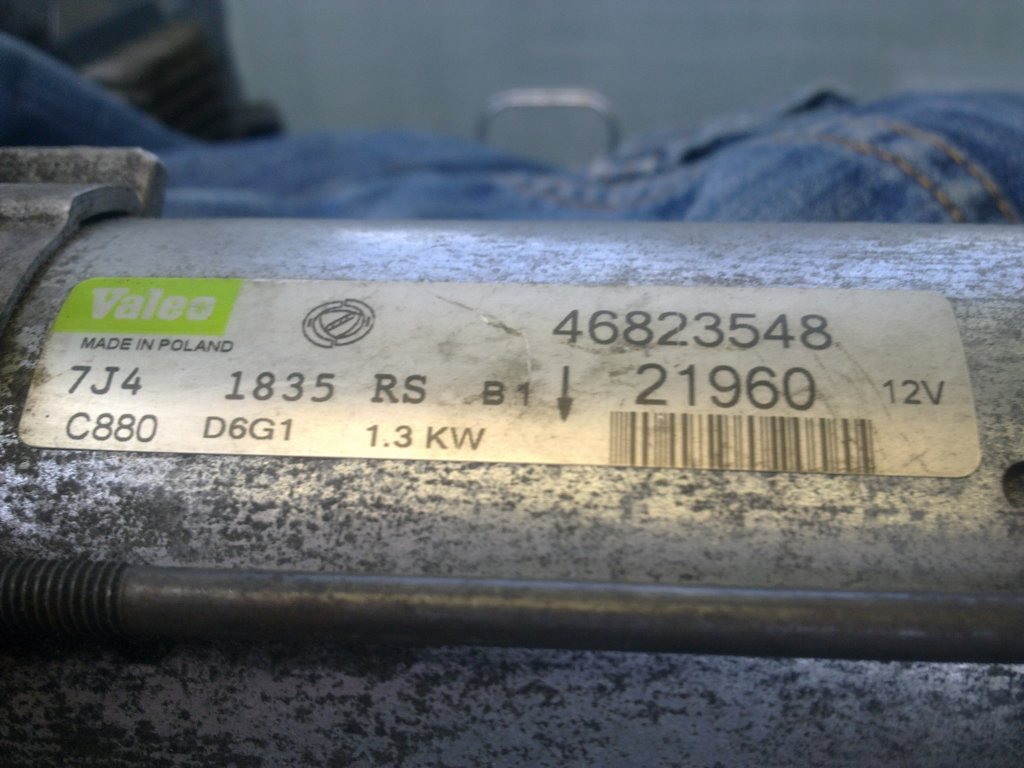 Valeo
MADE IN POLAND
46823548
7J4 1835 RS B1 21960 12V
C880 D6G1 1.3 KW